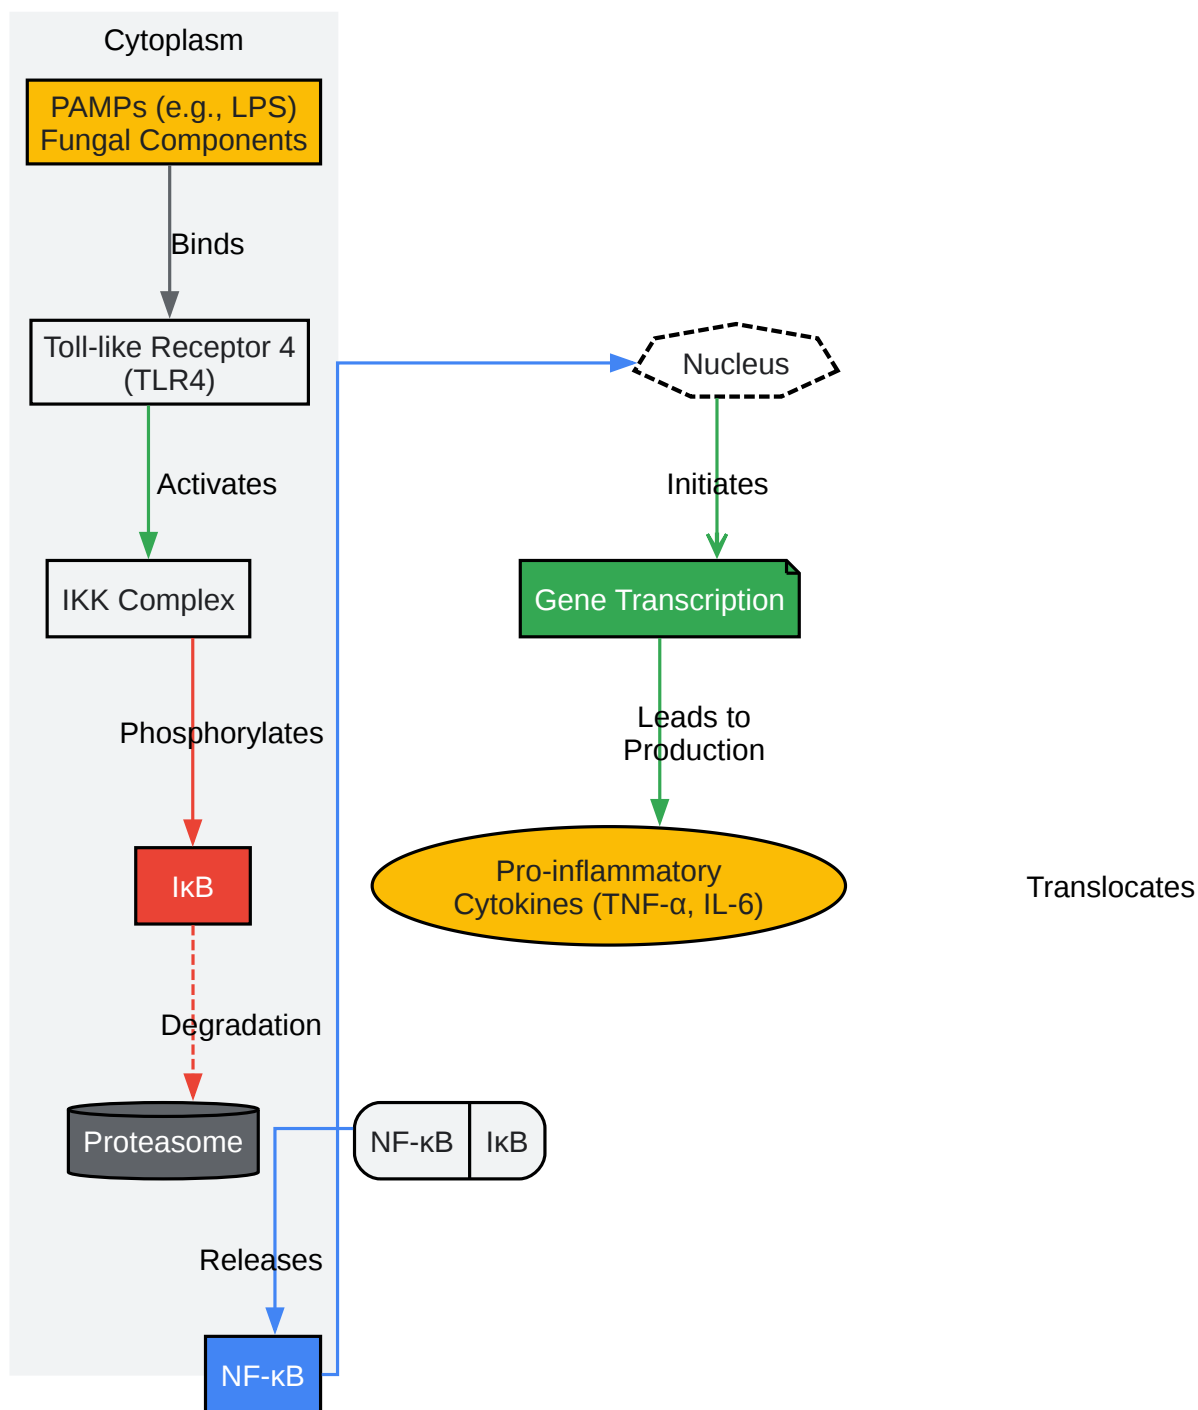 Cytoplasm
PAMPs (e.g., LPS)
Fungal Components
Binds
Toll-like Receptor 4
(TLR4)
Nucleus
Activates
Initiates
IKK Complex
Gene Transcription
Phosphorylates
Leads to
Production
IκB
Pro-inflammatory
Cytokines (TNF-α, IL-6)
Translocates
Degradation
Proteasome
NF-κB
IκB
Releases
NF-κB